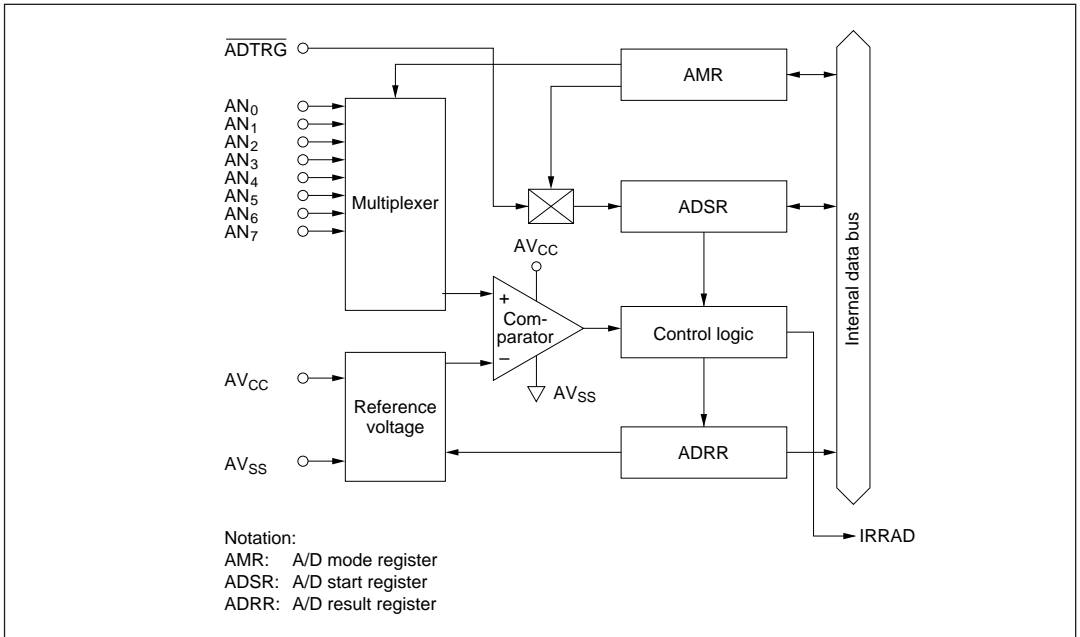 ADTRG
AN0
AN1
AN2
AN3
AN4
AN5
AN6
AN7
Multiplexer
AMR
ADSR
AVCC
+
Com-
parator
−
AVSS
Control logic
AVCC
AVSS
Reference
voltage
ADRR
Internal data bus
IRRAD
Notation:
AMR: A/D mode register
ADSR: A/D start register
ADRR: A/D result register